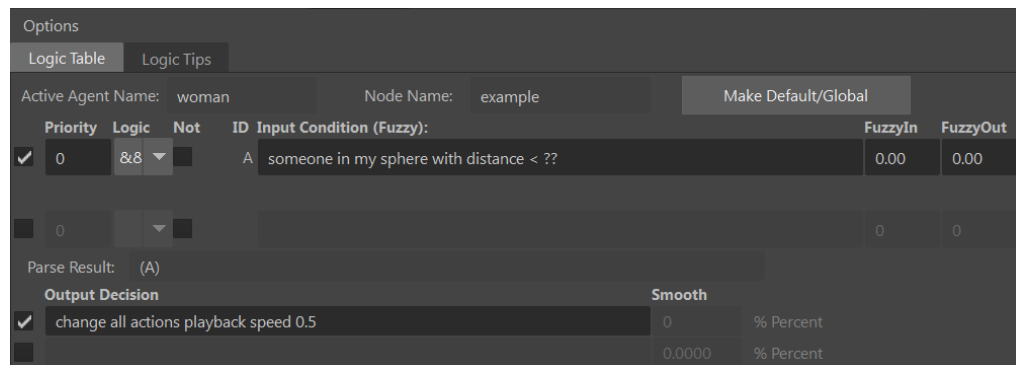 Options
Logic Table Logic Tips
Active Agent Name: woman Node Name: example Make Default/Global
Priority Logic Not ID Input Condition (Fuzzy): FuzzyIn FuzzyOut
0 &8 A someone in my sphere with distance < ?? 0.00 0.00
0 0 0
Parse Result: (A)
Output Decision Smooth
change all actions playback speed 0.5 0 % Percent
0.0000 % Percent